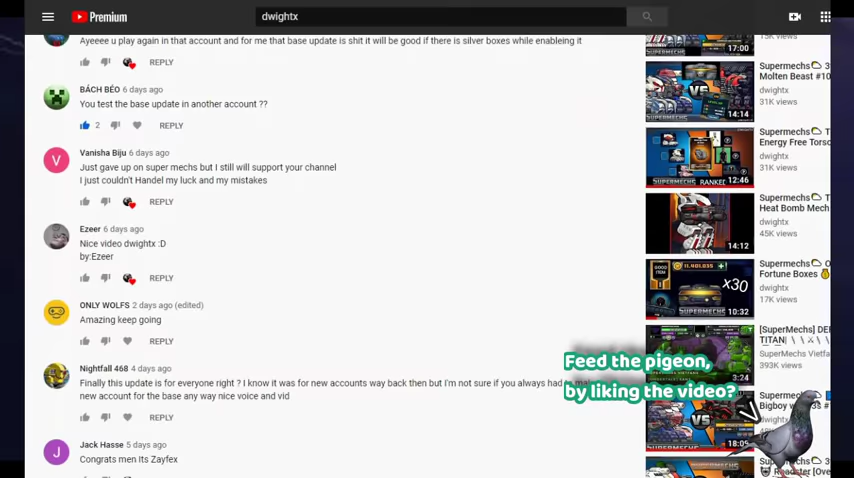 Premium
dwightx
Ayeeee u play again in that account and for me that base update is shit it will be good if there is silver boxes while enableing it
REPLY
BÁCH BÉO 6 days ago
You test the base update in another account ??
2 REPLY
Vanisha Biju 6 days ago
Just gave up on super mechs but I still will support your channel
I just couldn't Handel my luck and my mistakes
REPLY
Ezeer 6 days ago
Nice video dwightx :D
by:Ezeer
REPLY
ONLY WOLFS 2 days ago (edited)
Amazing keep going
REPLY
Nightfall 468 4 days ago
Finally this update is for everyone right ? I know it was for new accounts way back then but I'm not sure if you always had
new account for the base any way nice voice and vid
REPLY
Jack Hasse 5 days ago
Congrats men Its Zayfex
17:00
Supermechs
Molten Beast #10
dwightx
31K views
VS
14:14
Supermechs
Energy Free Torso
dwightx
31K views
RANKED
12:46
Supermechs
Heat Bomb Mech
dwightx
45K views
14:12
Supermechs
Fortune Boxes
dwightx
17K views
11.401.035
x30
SUPERMECHS
10:32
[SuperMechs] DE
TITAN
SuperMechs Vietfa
393K views
3:24
Supermechs
Bigboy
dwightx
VS
18:09
Supermechs
Roadster [Ove
Feed the pigeon,
by liking the video?